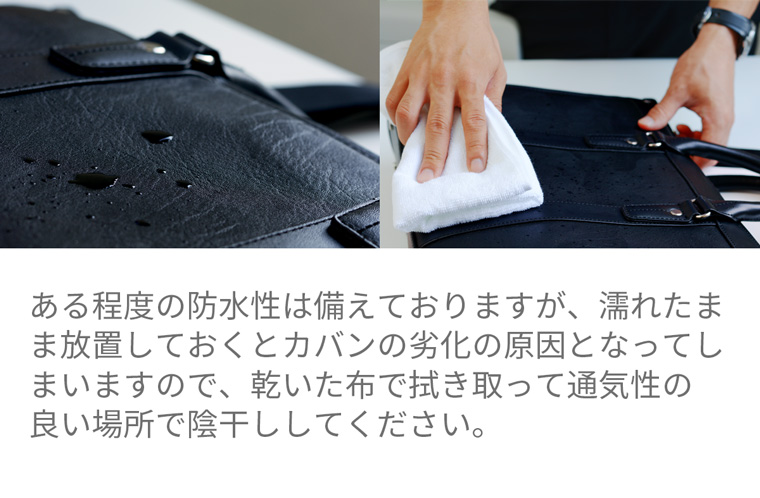 ある程度の防水性は備えておりますが、濡れたま
ま放置しておくとカバンの劣化の原因となってし
まいますので、乾いた布で拭き取って通気性の
良い場所で陰干ししてください。